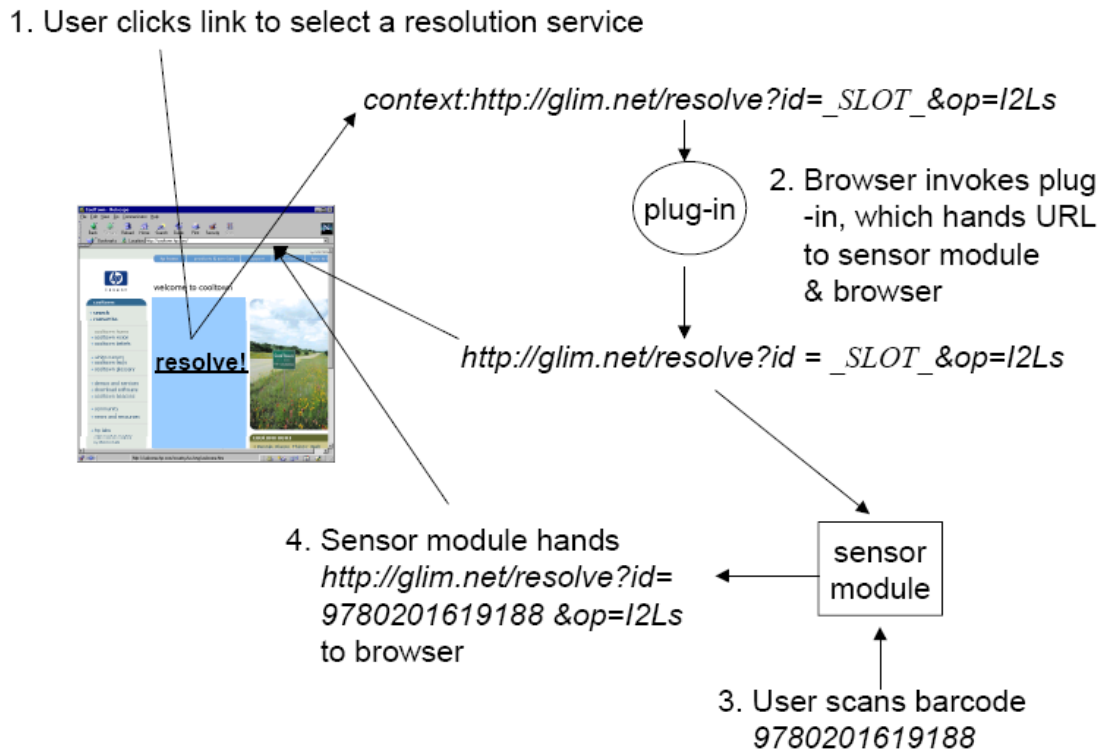 1. User clicks link to select a resolution service
context:http://glim.net/resolve?id=_SLOT_&op=I2Ls
plug-in
2. Browser invokes plug
-in, which hands URL
to sensor module
& browser
welcome to cooltown
resolve!
http://glim.net/resolve?id = _SLOT_&op=I2Ls
4. Sensor module hands
http://glim.net/resolve?id=
9780201619188 &op=I2Ls
to browser
sensor
module
3. User scans barcode
9780201619188